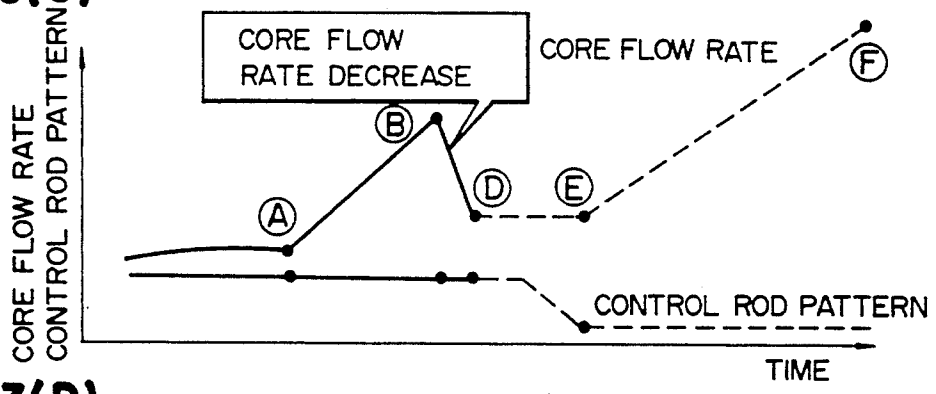 CORE FLOW RATE
CONTROL ROD PATTERN
CORE FLOW
RATE DECREASE
CORE FLOW RATE
Ⓐ
Ⓑ
Ⓓ
Ⓔ
Ⓕ
CONTROL ROD PATTERN
TIME